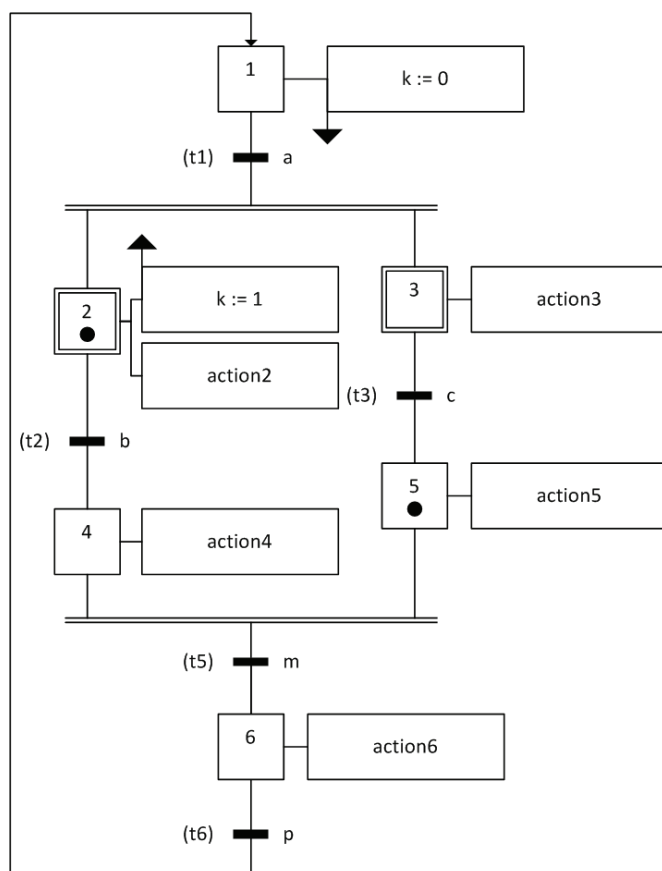 1
k := 0
(t1) a
2
k := 1
action2
3
action3
(t3) c
(t2) b
5
action5
4
action4
(t5) m
6
action6
(t6) p